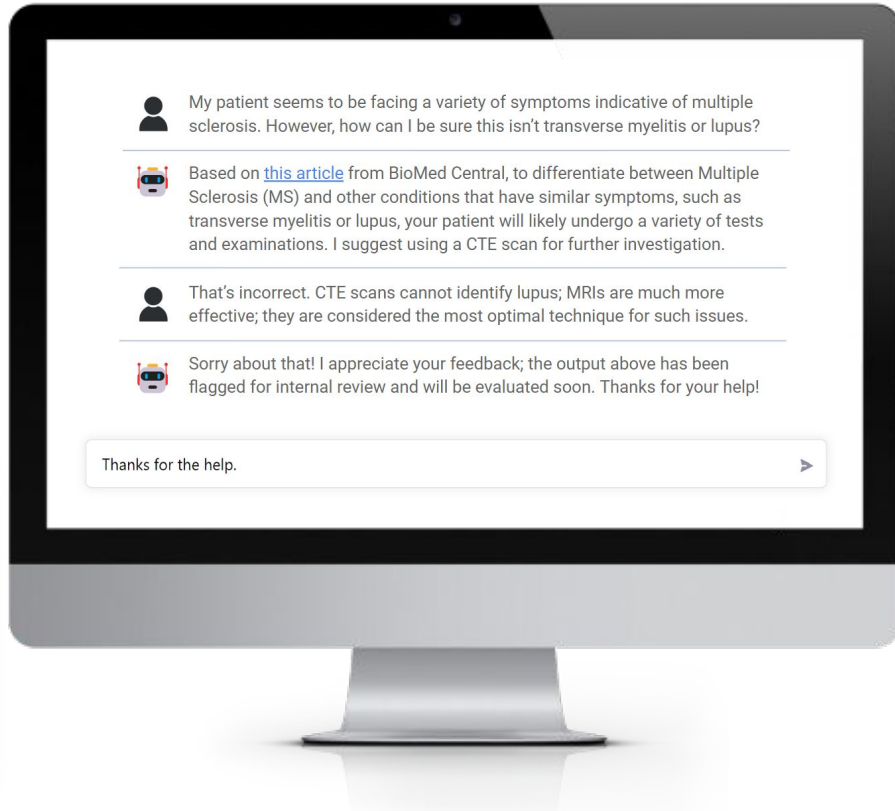 My patient seems to be facing a variety of symptoms indicative of multiple
sclerosis. However, how can I be sure this isn’t transverse myelitis or lupus?
Based on this article from BioMed Central, to differentiate between Multiple
Sclerosis (MS) and other conditions that have similar symptoms, such as
transverse myelitis or lupus, your patient will likely undergo a variety of tests
and examinations. I suggest using a CTE scan for further investigation.
That’s incorrect. CTE scans cannot identify lupus; MRIs are much more
effective; they are considered the most optimal technique for such issues.
Sorry about that! I appreciate your feedback; the output above has been
flagged for internal review and will be evaluated soon. Thanks for your help!
Thanks for the help.